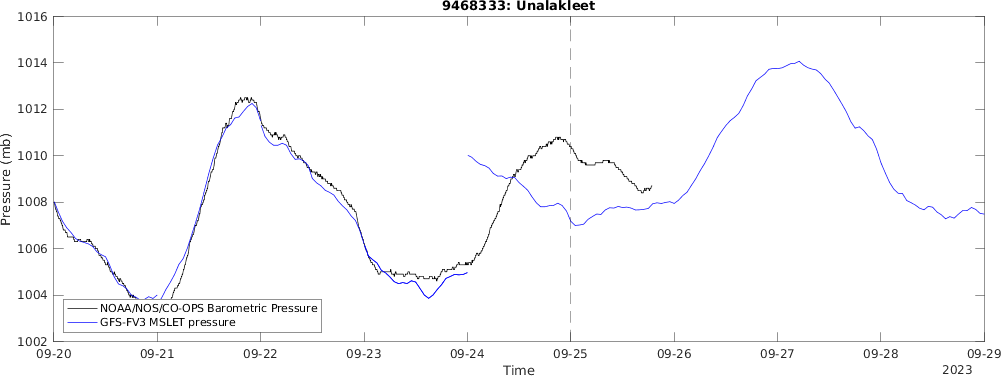 9468333: Unalakleet
1016
1014
1012
1010
1008
1006
1004
1002
Pressure (mb)
NOAA/NOS/CO-OPS Barometric Pressure
GFS-FV3 MSLET pressure
09-20 09-21 09-22 09-23 09-24 09-25 09-26 09-27 09-28 09-29
Time
2023